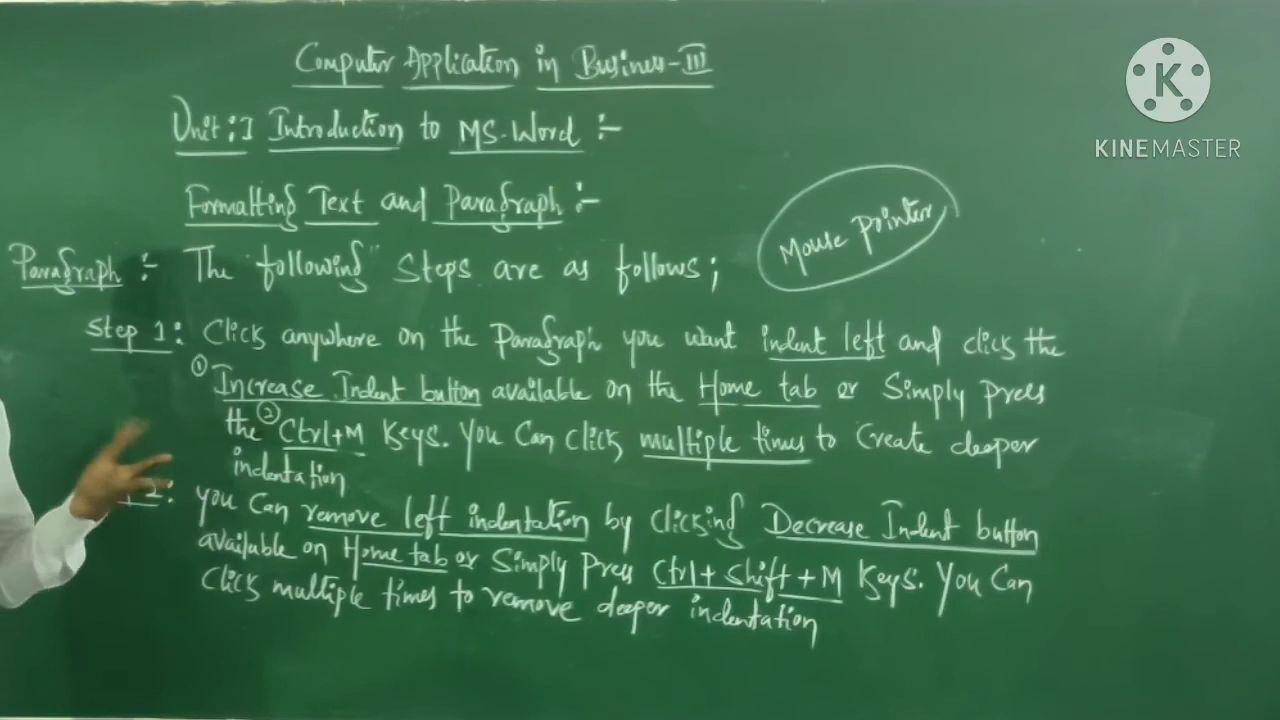 Computer Application in Business-III
Unit:I Introduction to MS-Word :-
Formatting Text and Paragraph :-
Mouse Pointer
Paragraph :- The "following" Steps are as follows;
Step 1: Click anywhere on the Paragraph you want indent left and click the
① Increase Indent button available on the Home tab or Simply Press
the ② Ctrl+M Keys. You Can Click multiple times to Create deeper
indentation
2. You Can remove left indentation by clicking Decrease Indent button
available on Home tab or Simply Press Ctrl+Shift+M Keys. You Can
Click multiple times to remove deeper indentation
K
KINEMASTER